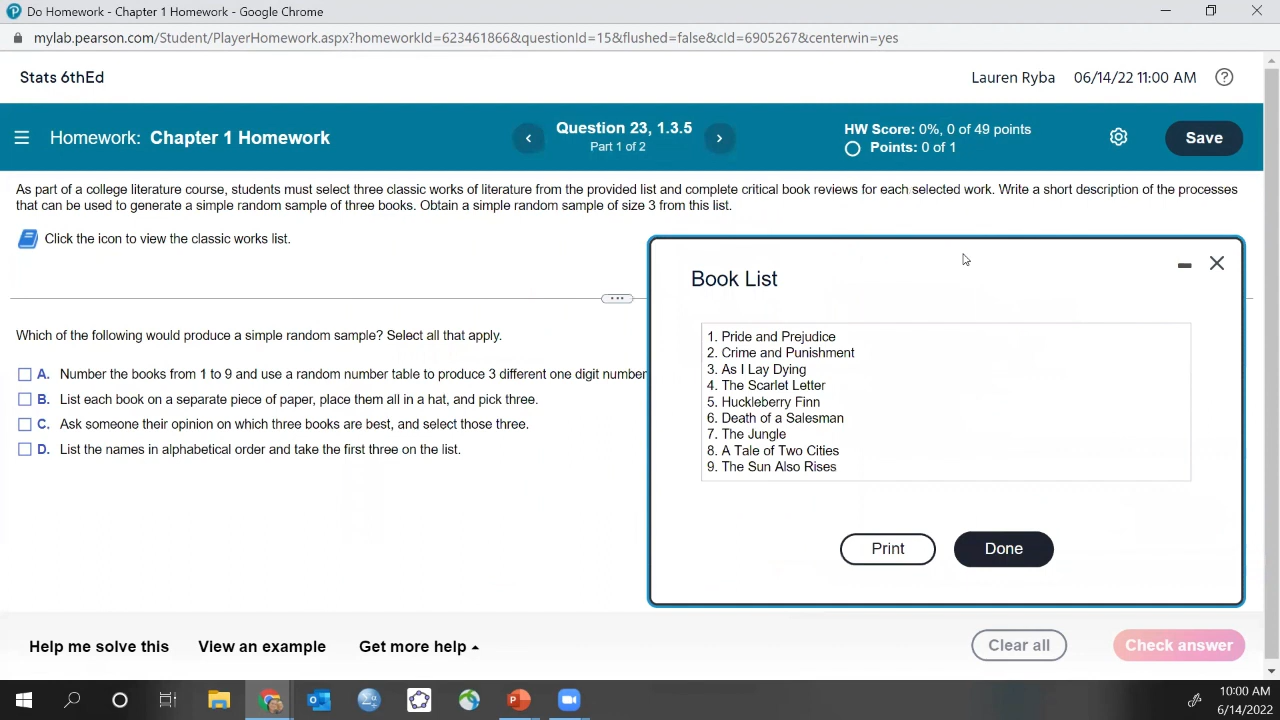 Do Homework - Chapter 1 Homework - Google Chrome
mylab.pearson.com/Student/PlayerHomework.aspx?homeworkId=623461866&questionId=15&flushed=false&cId=6905267&centerwin=yes
Stats 6thEd
Lauren Ryba 06/14/22 11:00 AM ?
Homework: Chapter 1 Homework
Question 23, 1.3.5
Part 1 of 2
HW Score: 0%, 0 of 49 points
Points: 0 of 1
Save
As part of a college literature course, students must select three classic works of literature from the provided list and complete critical book reviews for each selected work. Write a short description of the processes
that can be used to generate a simple random sample of three books. Obtain a simple random sample of size 3 from this list.
Click the icon to view the classic works list.
Which of the following would produce a simple random sample? Select all that apply.
A. Number the books from 1 to 9 and use a random number table to produce 3 different one digit number
B. List each book on a separate piece of paper, place them all in a hat, and pick three.
C. Ask someone their opinion on which three books are best, and select those three.
D. List the names in alphabetical order and take the first three on the list.
Book List
1. Pride and Prejudice
2. Crime and Punishment
3. As I Lay Dying
4. The Scarlet Letter
5. Huckleberry Finn
6. Death of a Salesman
7. The Jungle
8. A Tale of Two Cities
9. The Sun Also Rises
Print
Done
Help me solve this
View an example
Get more help
Clear all
Check answer
10:00 AM
6/14/2022